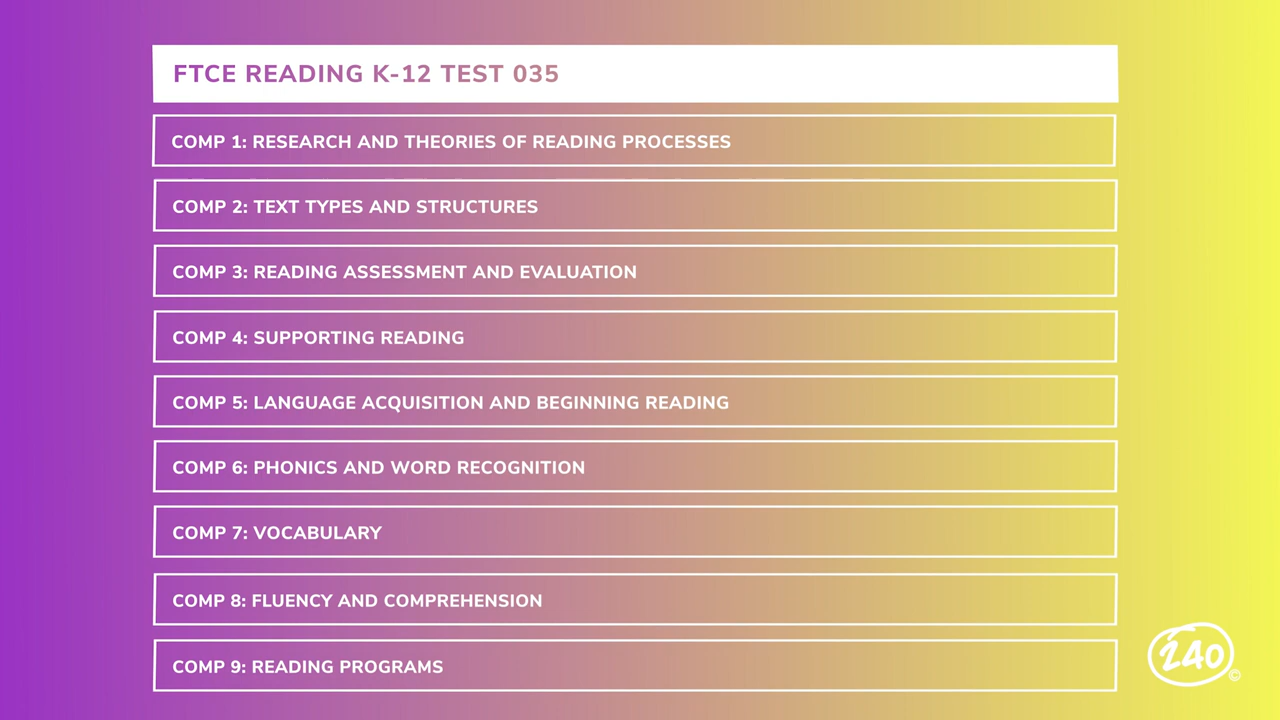 FTCE READING K-12 TEST 035
COMP 1: RESEARCH AND THEORIES OF READING PROCESSES
COMP 2: TEXT TYPES AND STRUCTURES
COMP 3: READING ASSESSMENT AND EVALUATION
COMP 4: SUPPORTING READING
COMP 5: LANGUAGE ACQUISITION AND BEGINNING READING
COMP 6: PHONICS AND WORD RECOGNITION
COMP 7: VOCABULARY
COMP 8: FLUENCY AND COMPREHENSION
COMP 9: READING PROGRAMS
240
©